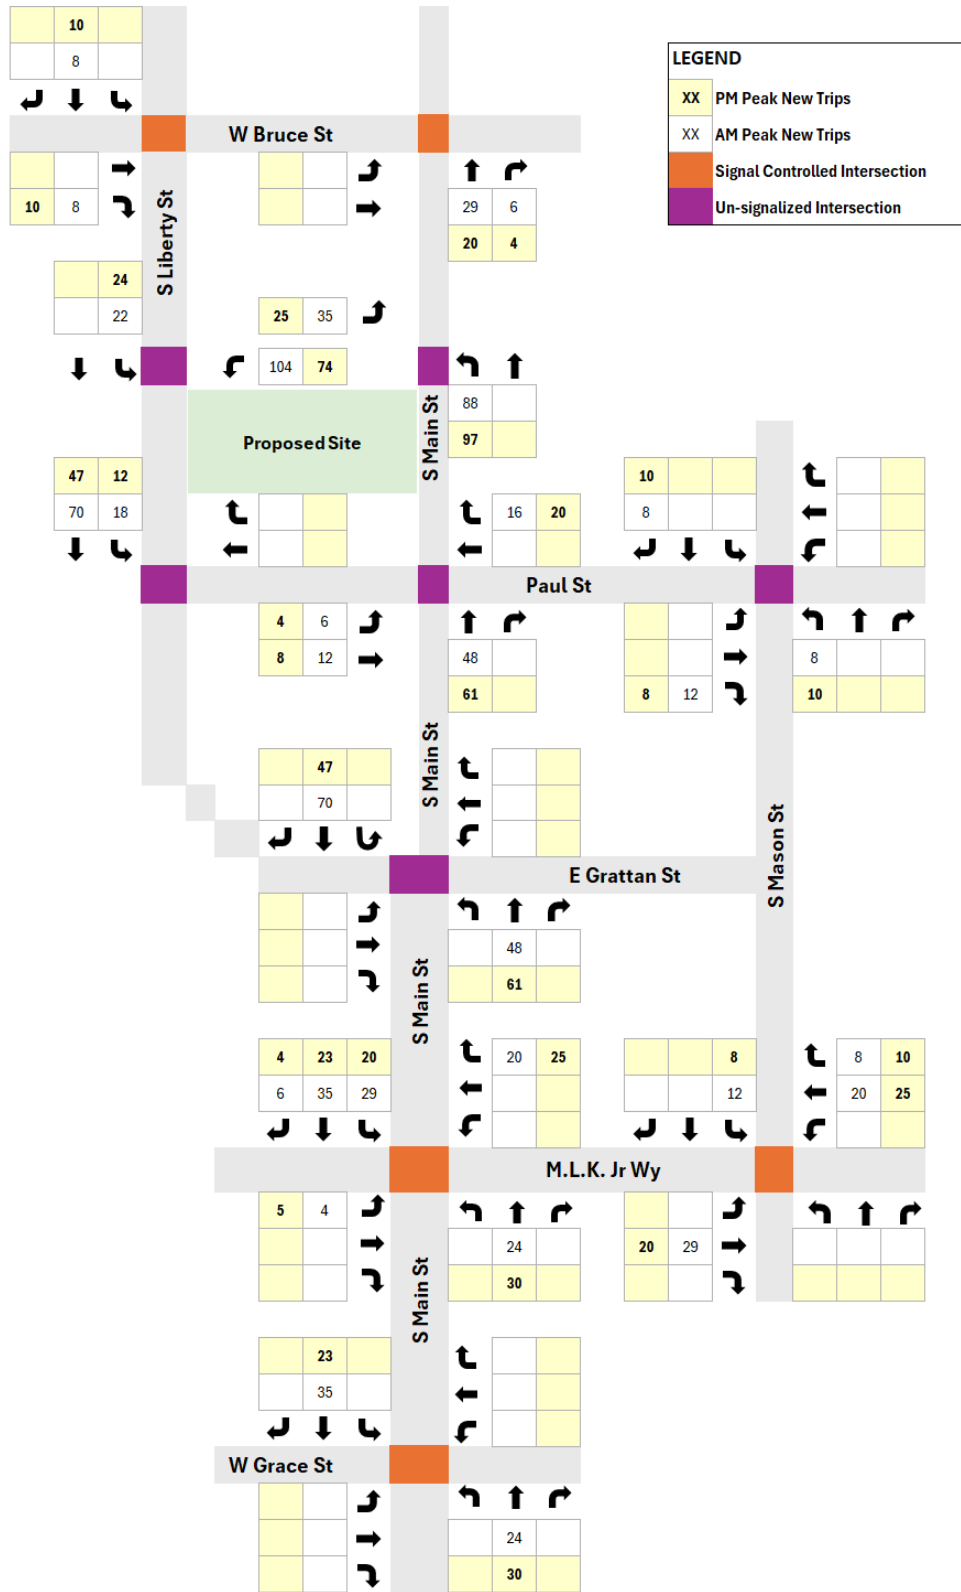 10
8
LEGEND
XX PM Peak New Trips
XX AM Peak New Trips
Signal Controlled Intersection
Un-signalized Intersection
W Bruce St
10 8
29 6
20 4
S Liberty St
24
22
25 35
104 74
88
97
S Main St
Proposed Site
47 12
70 18
16 20
10
8
Paul St
4 6
8 12
48
61
8 12
8
10
S Main St
47
70
S Mason St
E Grattan St
48
61
S Main St
4 23 20
6 35 29
20 25
8
12
8 10
20 25
M.L.K. Jr Wy
5 4
24
30
20 29
S Main St
23
35
W Grace St
24
30